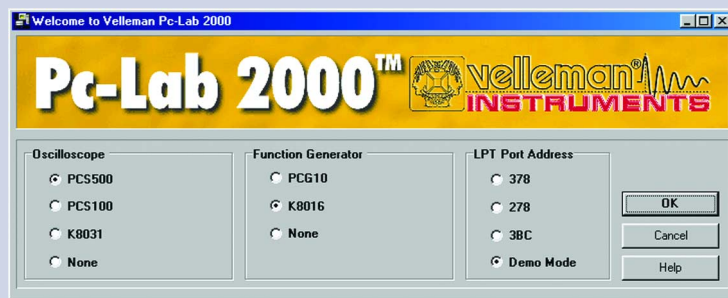 Welcome to Velleman Pc-Lab 2000
Pc-Lab 2000™
velleman®
INSTRUMENTS
Oscilloscope
PCS500
PCS100
K8031
None
Function Generator
PCG10
K8016
None
LPT Port Address
378
278
3BC
Demo Mode
OK
Cancel
Help